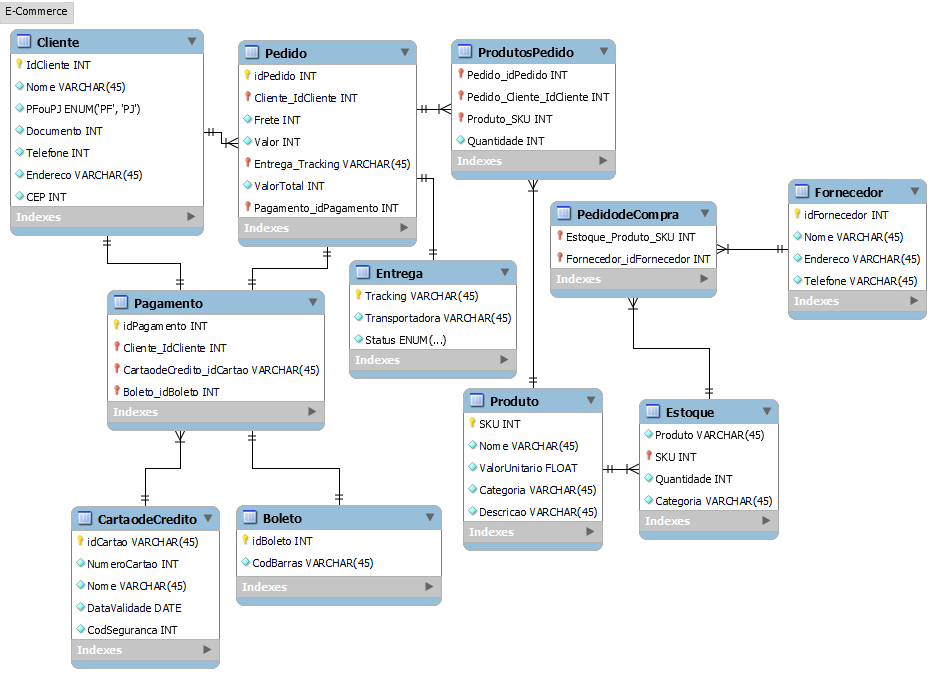 E-Commerce
Cliente
IdCliente INT
Nome VARCHAR(45)
PFouPJ ENUM('PF', 'PJ')
Documento INT
Telefone INT
Endereco VARCHAR(45)
CEP INT
Indexes
Pedido
idPedido INT
Cliente_IdCliente INT
Frete INT
Valor INT
Entrega_Tracking VARCHAR(45)
ValorTotal INT
Pagamento_idPagamento INT
Indexes
ProdutosPedido
Pedido_idPedido INT
Pedido_Cliente_IdCliente INT
Produto_SKU INT
Quantidade INT
Indexes
PedidodeCompra
Estoque_Produto_SKU INT
Fornecedor_idFornecedor INT
Indexes
Fornecedor
idFornecedor INT
Nome VARCHAR(45)
Endereco VARCHAR(45)
Telefone VARCHAR(45)
Indexes
Pagamento
idPagamento INT
Cliente_IdCliente INT
CartaodeCredito_idCartao VARCHAR(45)
Boleto_idBoleto INT
Indexes
Entrega
Tracking VARCHAR(45)
Transportadora VARCHAR(45)
Status ENUM(...)
Indexes
Produto
SKU INT
Nome VARCHAR(45)
ValorUnitario FLOAT
Categoria VARCHAR(45)
Descricao VARCHAR(45)
Indexes
Estoque
Produto VARCHAR(45)
SKU INT
Quantidade INT
Categoria VARCHAR(45)
Indexes
CartaodeCredito
idCartao VARCHAR(45)
NumeroCartao INT
Nome VARCHAR(45)
DataValidade DATE
CodSeguranca INT
Indexes
Boleto
idBoleto INT
CodBarras VARCHAR(45)
Indexes